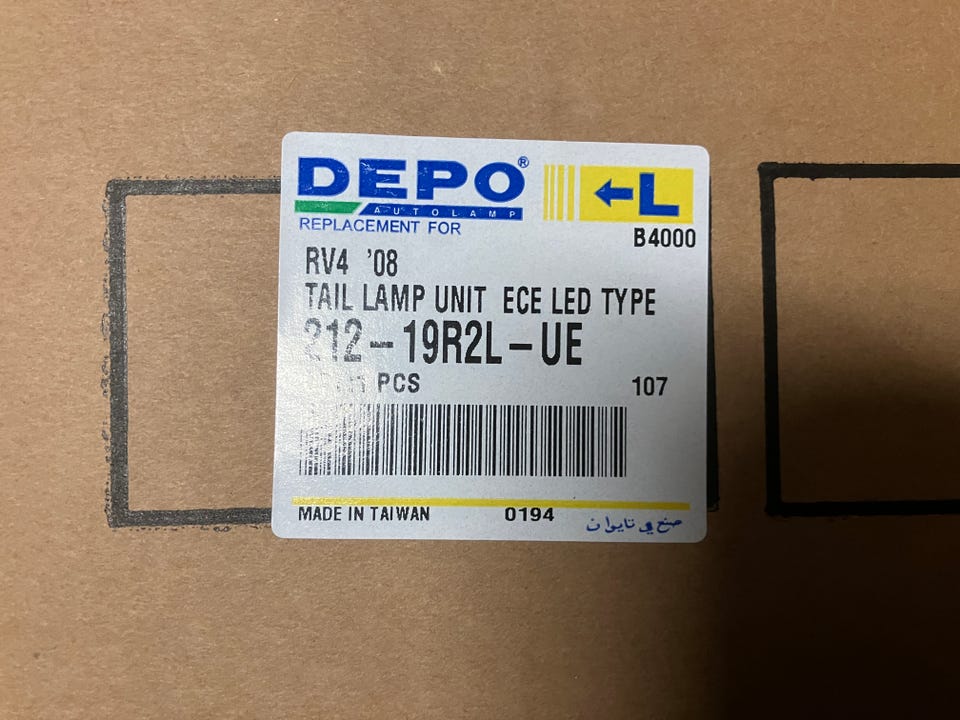 DEPO®
AUTOLAMP
REPLACEMENT FOR
←L
B4000
RV4 '08
TAIL LAMP UNIT ECE LED TYPE
212-19R2L-UE
PCS
107
MADE IN TAIWAN 0194 صنع في تايوان